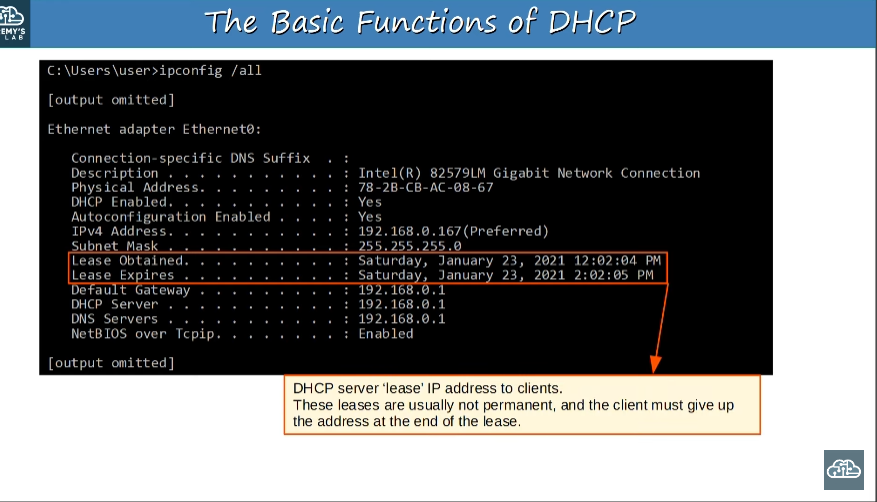 EMY'S
LAB
The Basic Functions of DHCP
C:\Users\user>ipconfig /all
[output omitted]
Ethernet adapter Ethernet0:
Connection-specific DNS Suffix . :
Description . . . . . . . . . . . : Intel(R) 82579LM Gigabit Network Connection
Physical Address. . . . . . . . . : 78-2B-CB-AC-08-67
DHCP Enabled. . . . . . . . . . . : Yes
Autoconfiguration Enabled . . . . : Yes
IPv4 Address. . . . . . . . . . . : 192.168.0.167(Preferred)
Subnet Mask . . . . . . . . . . . : 255.255.255.0
Lease Obtained. . . . . . . . . . : Saturday, January 23, 2021 12:02:04 PM
Lease Expires . . . . . . . . . . : Saturday, January 23, 2021 2:02:05 PM
Default Gateway . . . . . . . . . : 192.168.0.1
DHCP Server . . . . . . . . . . . : 192.168.0.1
DNS Servers . . . . . . . . . . . : 192.168.0.1
NetBIOS over Tcpip. . . . . . . . : Enabled
[output omitted]
DHCP server ‘lease’ IP address to clients.
These leases are usually not permanent, and the client must give up
the address at the end of the lease.